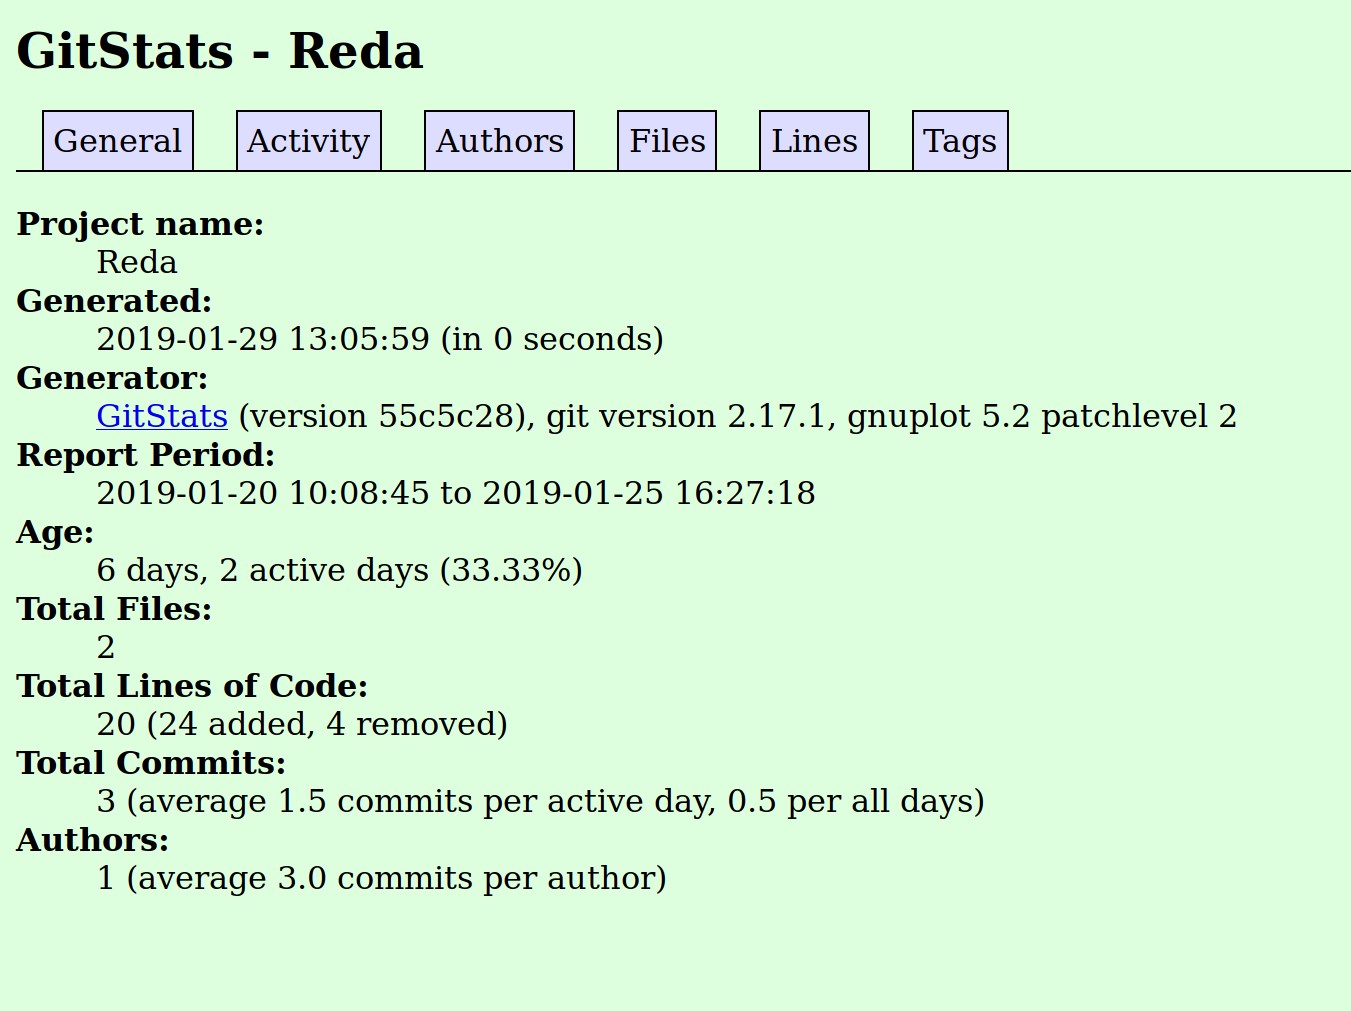 GitStats - Reda
General Activity Authors Files Lines Tags
Project name:
Reda
Generated:
2019-01-29 13:05:59 (in 0 seconds)
Generator:
GitStats (version 55c5c28), git version 2.17.1, gnuplot 5.2 patchlevel 2
Report Period:
2019-01-20 10:08:45 to 2019-01-25 16:27:18
Age:
6 days, 2 active days (33.33%)
Total Files:
2
Total Lines of Code:
20 (24 added, 4 removed)
Total Commits:
3 (average 1.5 commits per active day, 0.5 per all days)
Authors:
1 (average 3.0 commits per author)